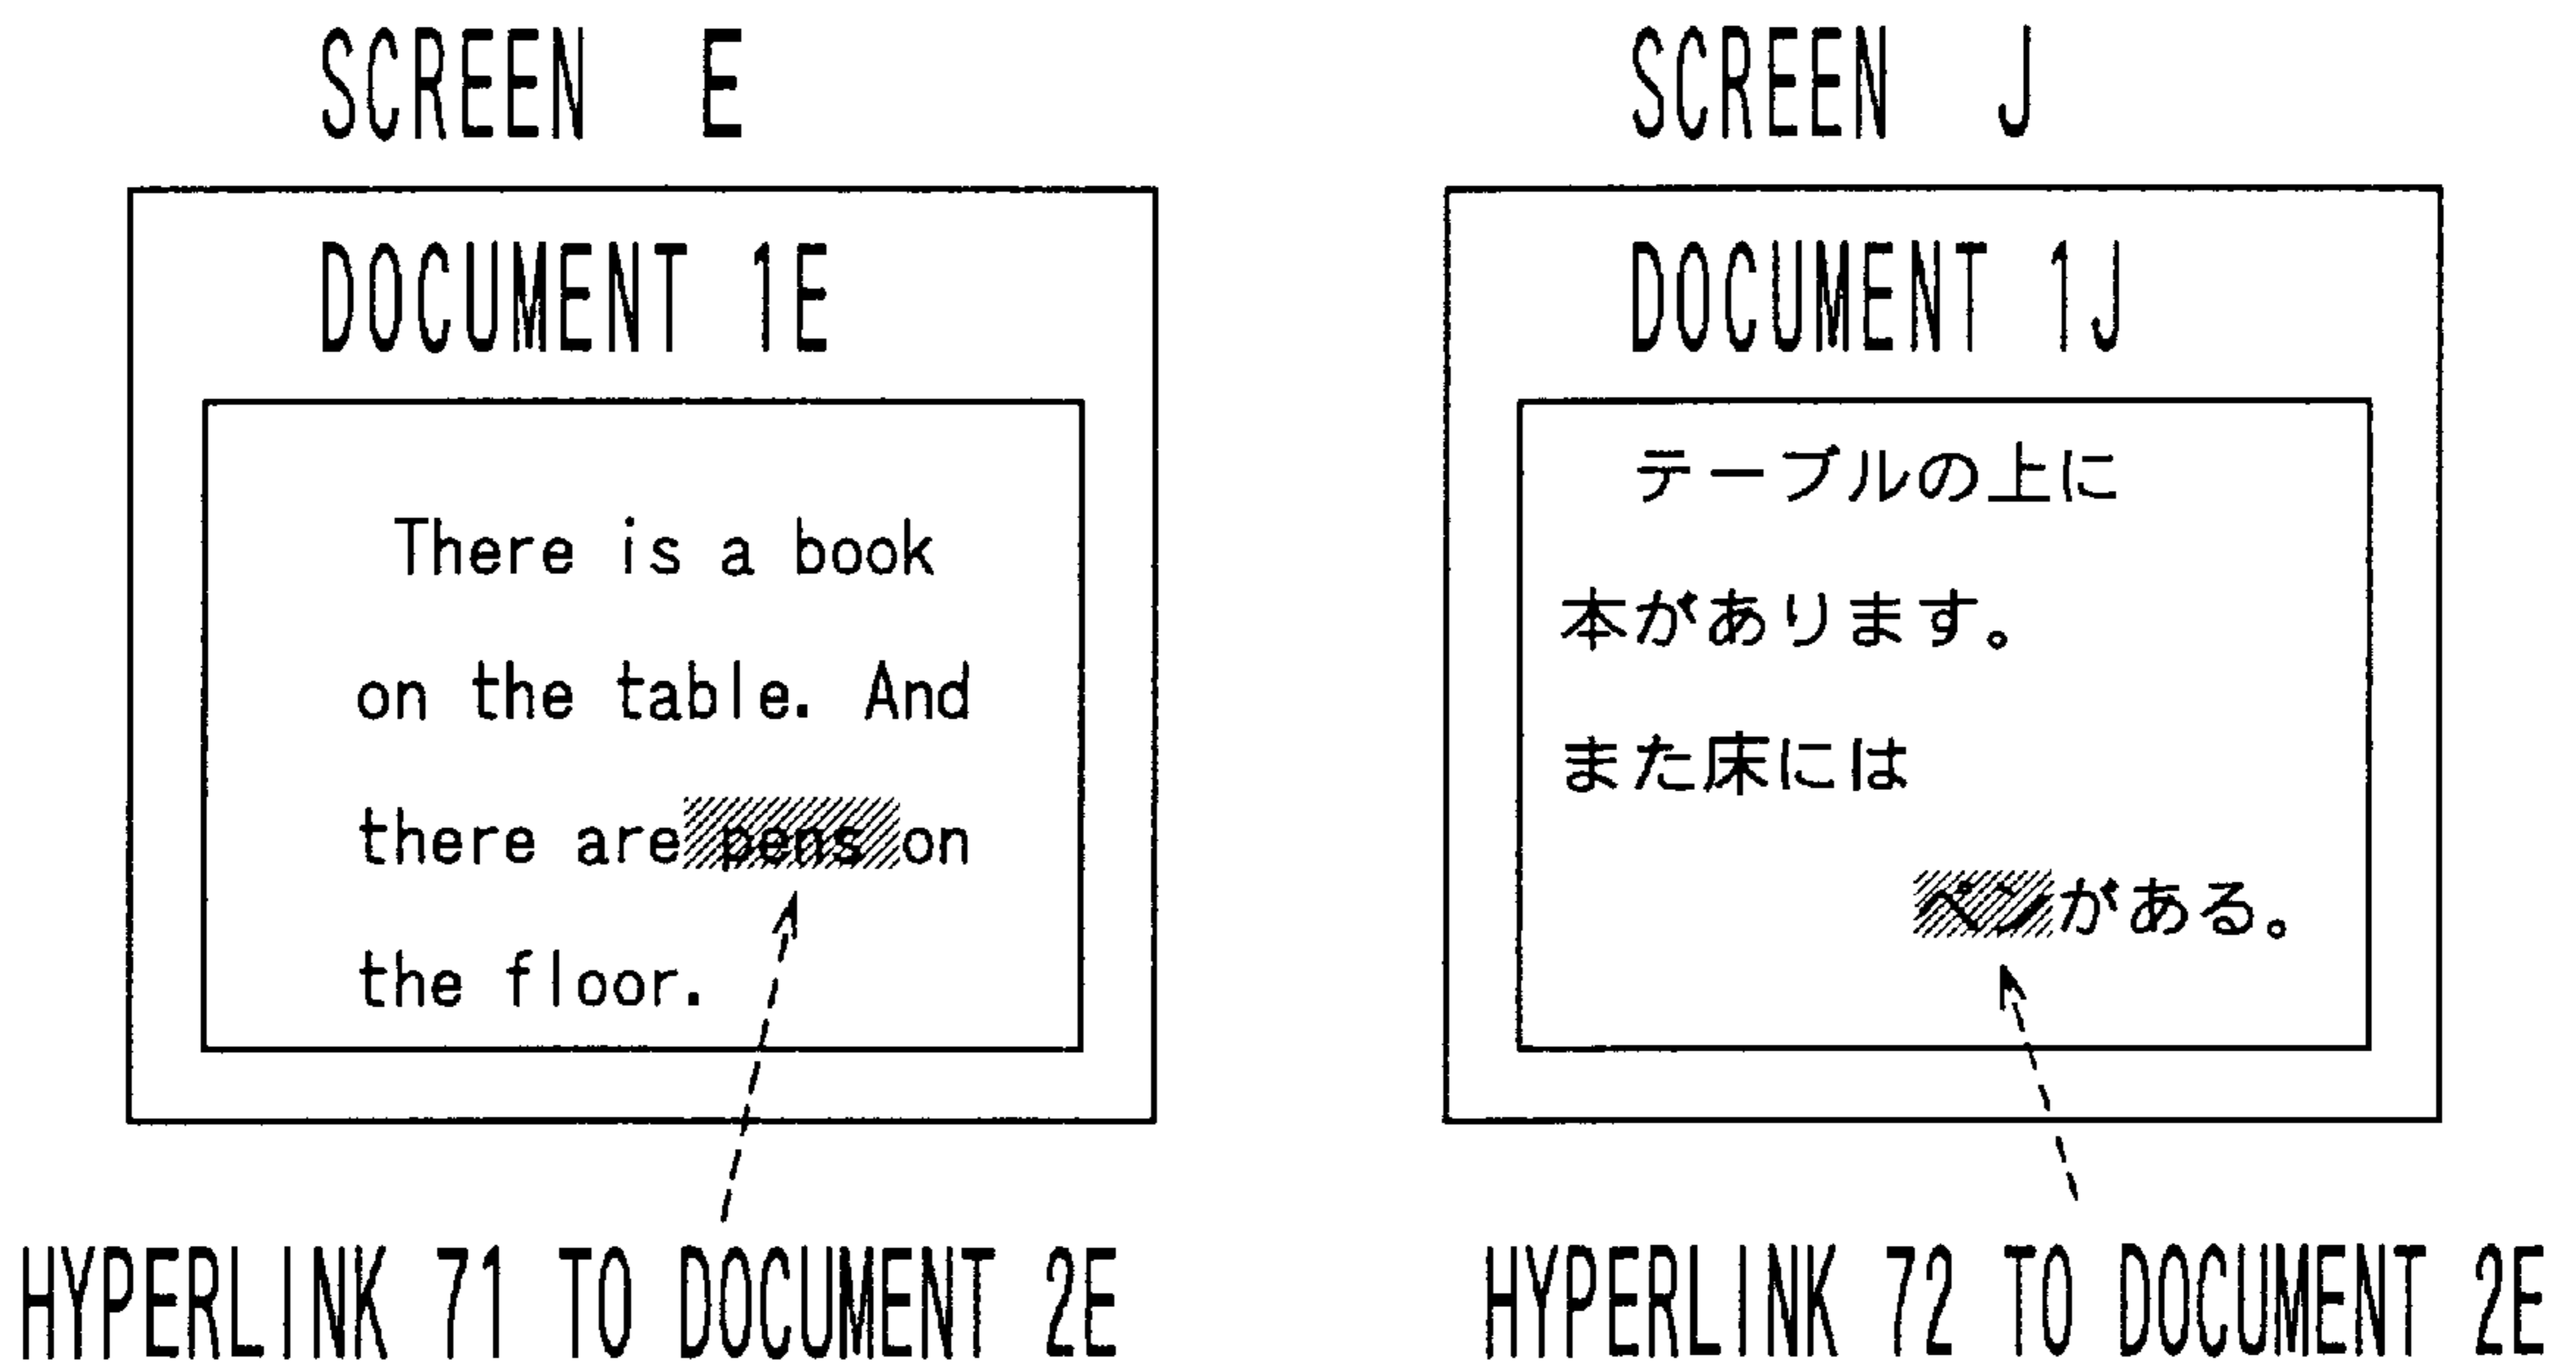 SCREEN E
DOCUMENT 1E
There is a book
on the table. And
there are pens on
the floor.
HYPERLINK 71 TO DOCUMENT 2E
SCREEN J
DOCUMENT 1J
テーブルの上に
本があります。
また床には
ペンがある。
HYPERLINK 72 TO DOCUMENT 2E